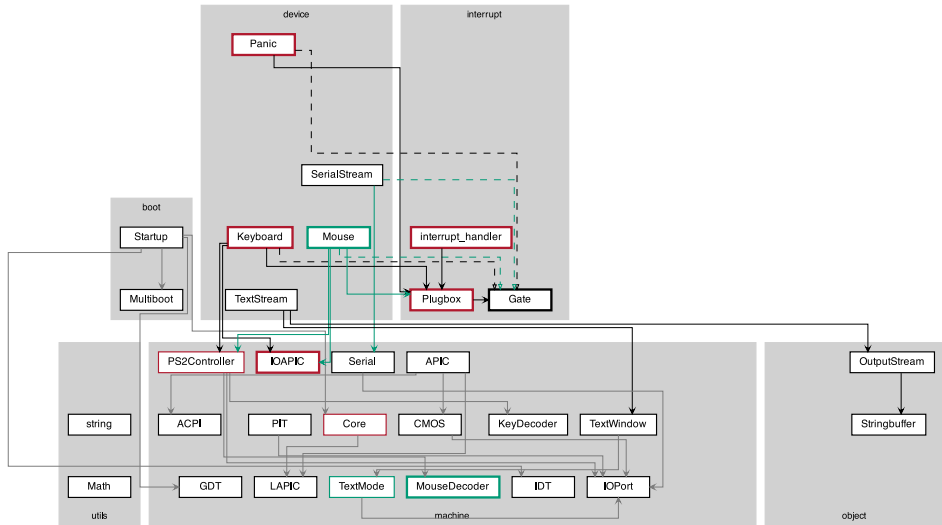 device
interrupt
Panic
SerialStream
boot
Startup
Keyboard
Mouse
interrupt_handler
Multiboot
TextStream
Plugbox
Gate
PS2Controller
IOAPIC
Serial
APIC
OutputStream
string
ACPI
PIT
Core
CMOS
KeyDecoder
TextWindow
Stringbuffer
Math
GDT
LAPIC
TextMode
MouseDecoder
IDT
IOPort
utils
machine
object